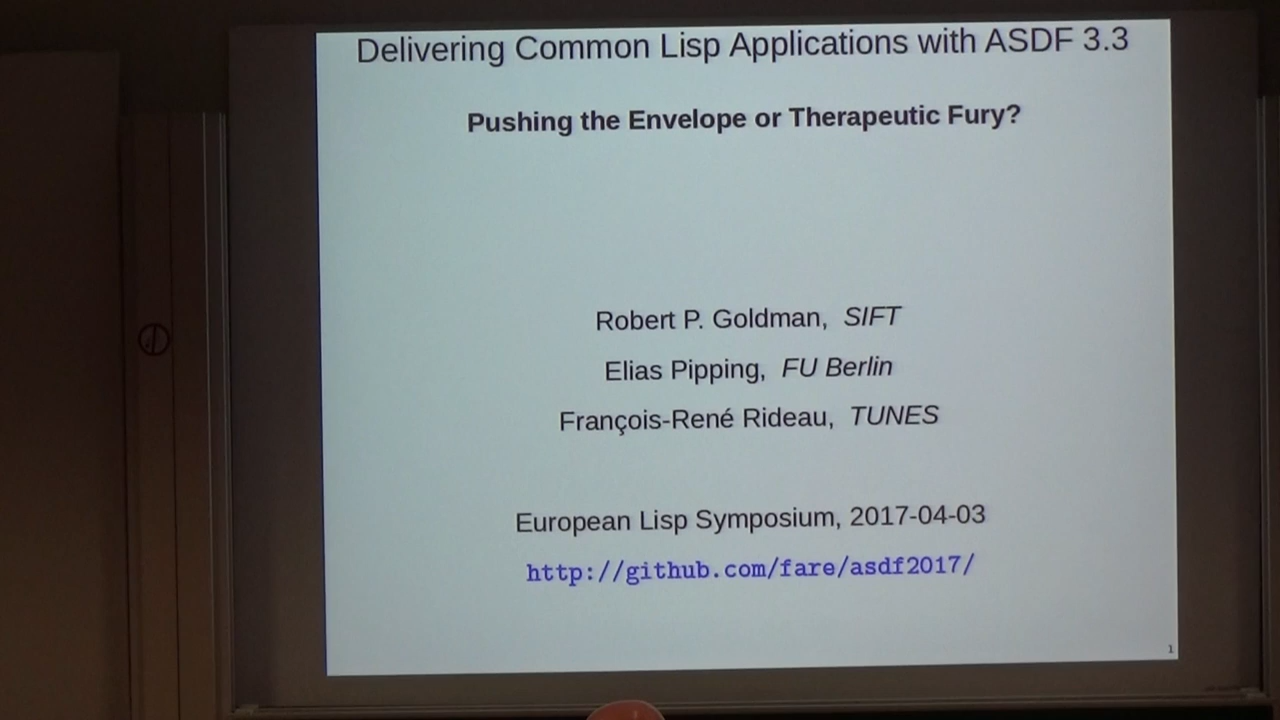 Delivering Common Lisp Applications with ASDF 3.3
Pushing the Envelope or Therapeutic Fury?
Robert P. Goldman, SIFT
Elias Pipping, FU Berlin
François-René Rideau, TUNES
European Lisp Symposium, 2017-04-03
http://github.com/fare/asdf2017/
1